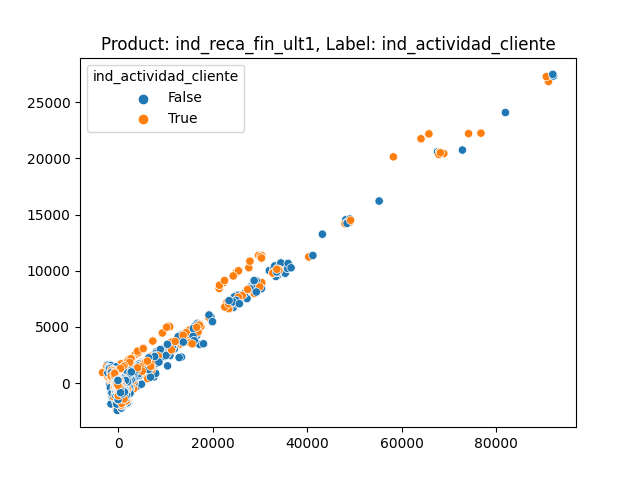 Product: ind_reca_fin_ult1, Label: ind_actividad_cliente
ind_actividad_cliente
False
True
25000
20000
15000
10000
5000
0
0 20000 40000 60000 80000